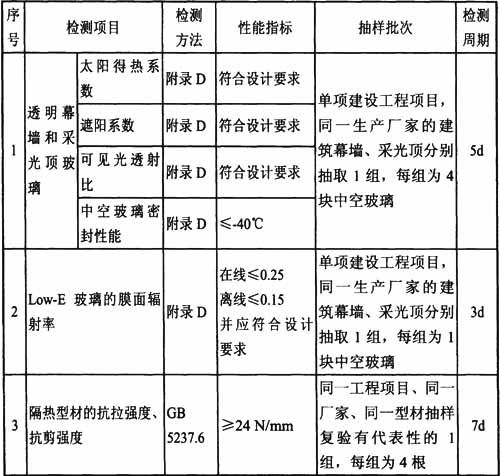 序号 检测项目 检测方法 性能指标 抽样批次 检测周期
1
透明幕墙和采光顶玻璃
太阳得热系数
附录 D
符合设计要求
遮阳系数
附录 D
符合设计要求
可见光透射比
附录 D
符合设计要求
中空玻璃密封性能
附录 D
≤-40℃
单项建设工程项目，
同一生产厂家的建
筑幕墙、采光顶分别
抽取 1 组，每组为 4
块中空玻璃
5d
2
Low-E 玻璃的膜面辐
射率
附录 D
在线≤0.25
离线≤0.15
并应符合设计
要求
单项建设工程项目，
同一生产厂家的建
筑幕墙、采光顶分别
抽取 1 组，每组为 1
块中空玻璃
3d
3
隔热型材的抗拉强度、
抗剪强度
GB
5237.6
≥24 N/mm
同一工程项目、同一
厂家、同一型材抽样
复验有代表性的 1
组，每组为 4 根
7d